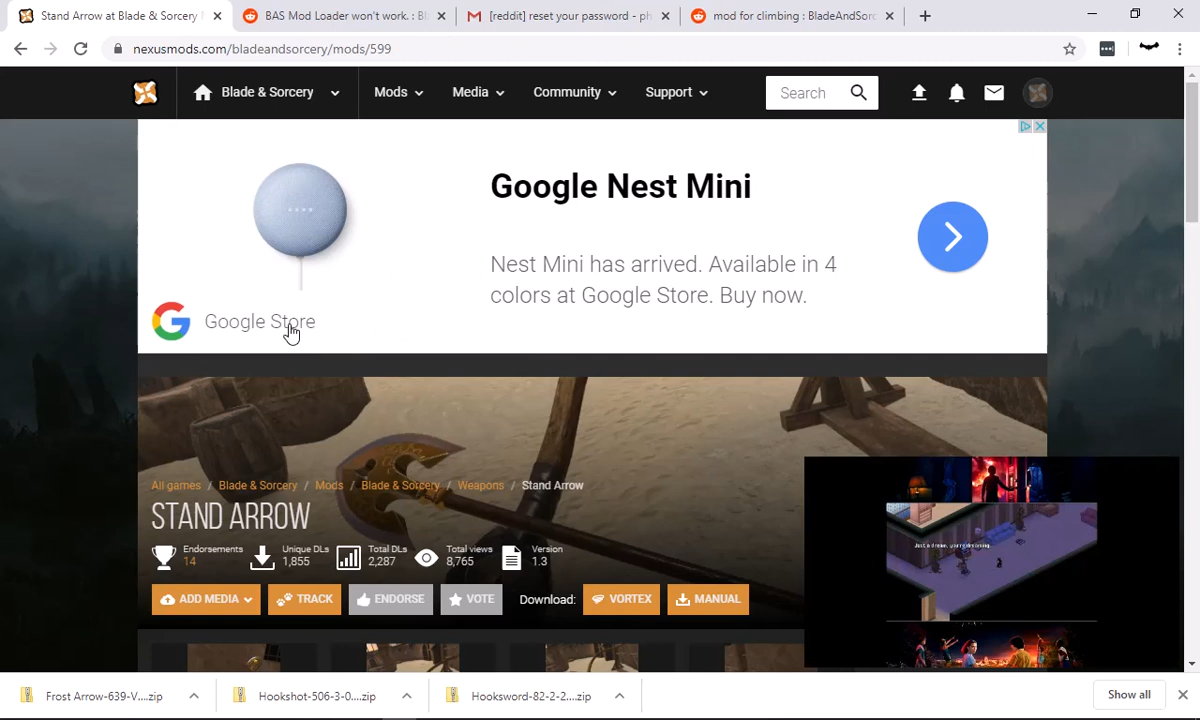 Stand Arrow at Blade & Sorcery
BAS Mod Loader won't work. : Bl
[reddit] reset your password - ph
mod for climbing : BladeAndSorc
nexusmods.com/bladeandsorcery/mods/599
Blade & Sorcery
Mods
Media
Community
Support
Search
Google Nest Mini
Nest Mini has arrived. Available in 4
colors at Google Store. Buy now.
Google Store
All games / Blade & Sorcery / Mods / Blade & Sorcery / Weapons / Stand Arrow
STAND ARROW
Endorsements
14
Unique DLs
1,855
Total DLs
2,287
Total views
8,765
Version
1.3
ADD MEDIA
TRACK
ENDORSE
VOTE
Download:
VORTEX
MANUAL
Just a dream, you're dreaming.
Frost Arrow-639-V....zip
Hookshot-506-3-0....zip
Hooksword-82-2-2....zip
Show all